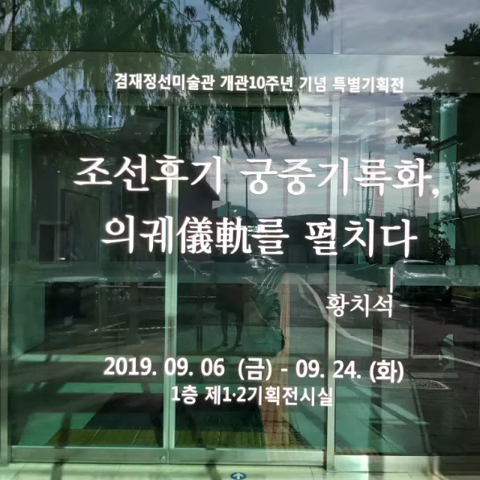 겸재정선미술관 개관10주년 기념 특별기획전
조선후기 궁중기록화,
의궤儀軌를 펼치다
황치석
2019. 09. 06 (금) - 09. 24. (화)
1층 제1·2기획전시실